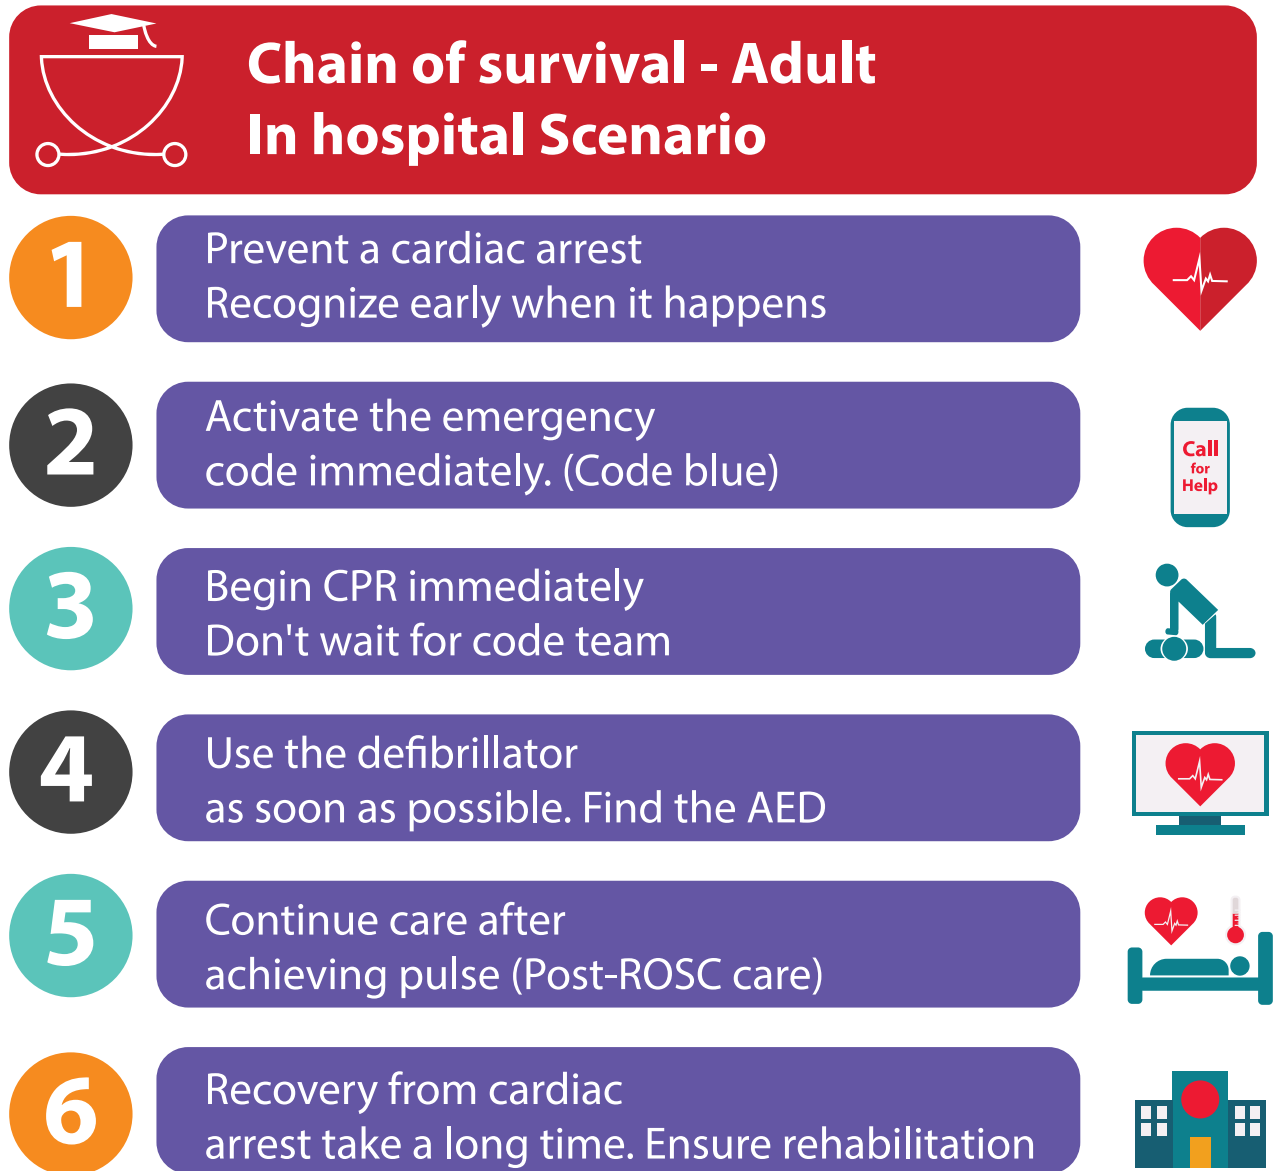 Chain of survival - Adult
In hospital Scenario
1
Prevent a cardiac arrest
Recognize early when it happens
2
Activate the emergency
code immediately. (Code blue)
Call
for
Help
3
Begin CPR immediately
Don't wait for code team
4
Use the defibrillator
as soon as possible. Find the AED
5
Continue care after
achieving pulse (Post-ROSC care)
6
Recovery from cardiac
arrest take a long time. Ensure rehabilitation